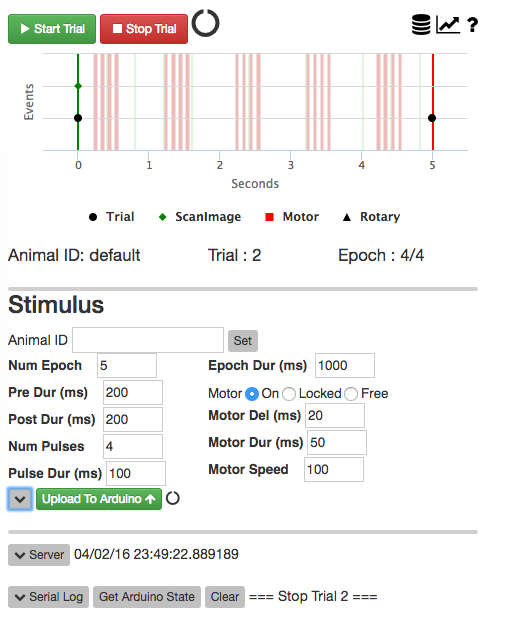 Start Trial Stop Trial ?
Events
0 1 2 3 4 5
Seconds
Trial ScanImage Motor Rotary
Animal ID: default Trial : 2 Epoch : 4/4
Stimulus
Animal ID Set
Num Epoch 5 Epoch Dur (ms) 1000
Pre Dur (ms) 200 Motor On Locked Free
Post Dur (ms) 200 Motor Del (ms) 20
Num Pulses 4 Motor Dur (ms) 50
Pulse Dur (ms) 100 Motor Speed 100
Upload To Arduino
Server 04/02/16 23:49:22.889189
Serial Log Get Arduino State Clear === Stop Trial 2 ===